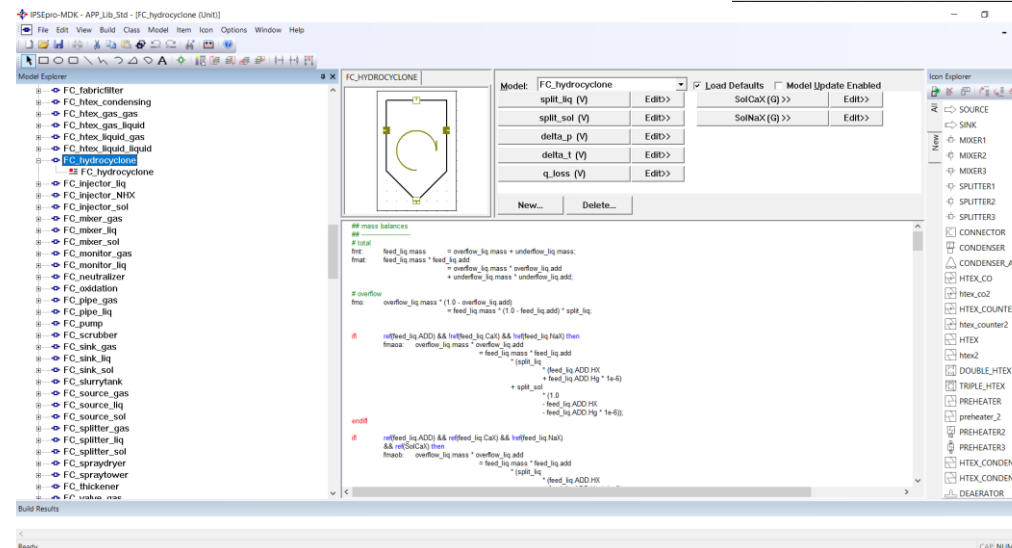 IPSEpro-MDK - APP_Lib_Std - [FC_hydrocyclone (Unit)]
File Edit View Build Class Model Item Icon Options Window Help
Model Explorer
FC_fabricfilter
FC_htex_condensing
FC_htex_gas_gas
FC_htex_gas_liquid
FC_htex_liquid_gas
FC_htex_liquid_liquid
FC_hydrocyclone
FC_hydrocyclone
FC_injector_liq
FC_injector_NHX
FC_injector_sol
FC_mixer_gas
FC_mixer_liq
FC_mixer_sol
FC_monitor_gas
FC_monitor_liq
FC_neutralizer
FC_oxidation
FC_pipe_gas
FC_pipe_liq
FC_pump
FC_scrubber
FC_sink_gas
FC_sink_liq
FC_sink_sol
FC_slurrytank
FC_source_gas
FC_source_liq
FC_source_sol
FC_splitter_gas
FC_splitter_liq
FC_splitter_sol
FC_spraydryer
FC_spraytower
FC_thickener
FC_valve_gas
FC_HYDROCYCLONE
Model: FC_hydrocyclone Load Defaults Model Update Enabled
split_liq (V) Edit>> SolCaX (G) >> Edit>>
split_sol (V) Edit>> SolNaX (G) >> Edit>>
delta_p (V) Edit>>
delta_t (V) Edit>>
q_loss (V) Edit>>
New... Delete...
## mass balances
## --------------------
# total
fmt: feed_liq.mass = overflow_liq.mass + underflow_liq.mass;
fmat: feed_liq.mass * feed_liq.add
= overflow_liq.mass * overflow_liq.add
+ underflow_liq.mass * underflow_liq.add;
# overflow
fmo: overflow_liq.mass * (1.0 - overflow_liq.add)
= feed_liq.mass * (1.0 - feed_liq.add) * split_liq;
ifl ref(feed_liq.ADD) && !ref(feed_liq.CaX) && !ref(feed_liq.NaX) then
fmaoa: overflow_liq.mass * overflow_liq.add
= feed_liq.mass * feed_liq.add
* (split_liq
* (feed_liq.ADD.HX
+ feed_liq.ADD.Hg * 1e-6)
+ split_sol
* (1.0
- feed_liq.ADD.HX
- feed_liq.ADD.Hg * 1e-6));
endifl
ifl ref(feed_liq.ADD) && ref(feed_liq.CaX) && !ref(feed_liq.NaX)
&& ref(SolCaX) then
fmaob: overflow_liq.mass * overflow_liq.add
= feed_liq.mass * feed_liq.add
* (split_liq
* (feed_liq.ADD.HX
Icon Explorer
All
New
SOURCE
SINK
MIXER1
MIXER2
MIXER3
SPLITTER1
SPLITTER2
SPLITTER3
CONNECTOR
CONDENSER
CONDENSER_A
HTEX_CO
htex_co2
HTEX_COUNTE
htex_counter2
HTEX
htex2
DOUBLE_HTEX
TRIPLE_HTEX
PREHEATER
preheater_2
PREHEATER2
PREHEATER3
HTEX_CONDEN
HTEX_CONDEN
DEAERATOR
Build Results
Ready
CAP NUM